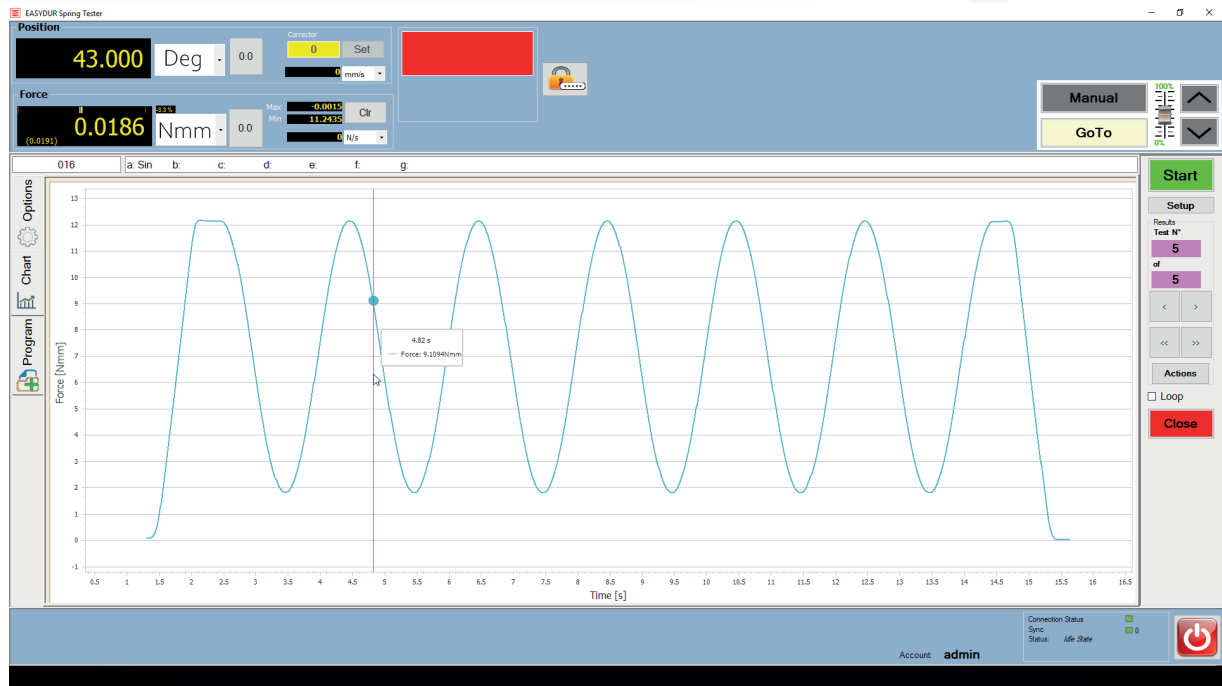 EASYDUR Spring Tester
Position
43.000 Deg 0.0
Corrector
0 Set
0 mm/s
Force
-3.3 %
0.0186 Nmm 0.0
(0.0191)
Max -0.0015 Clr
Min 11.2435
0 N/s
Manual
GoTo
100%
0%
016 a: Sin b: c: d: e: f: g:
Options
Chart
Program
Force [Nmm]
13
12
11
10
9
8
7
6
5
4
3
2
1
0
-1
4.82 s
Force: 9.1094Nmm
0.5 1 1.5 2 2.5 3 3.5 4 4.5 5 5.5 6 6.5 7 7.5 8 8.5 9 9.5 10 10.5 11 11.5 12 12.5 13 13.5 14 14.5 15 15.5 16 16.5
Time [s]
Start
Setup
Results
Test N°
5
of
5
< >
<< >>
Actions
Loop
Close
Connection Status
Sync: 0
Status: Idle State
Account: admin